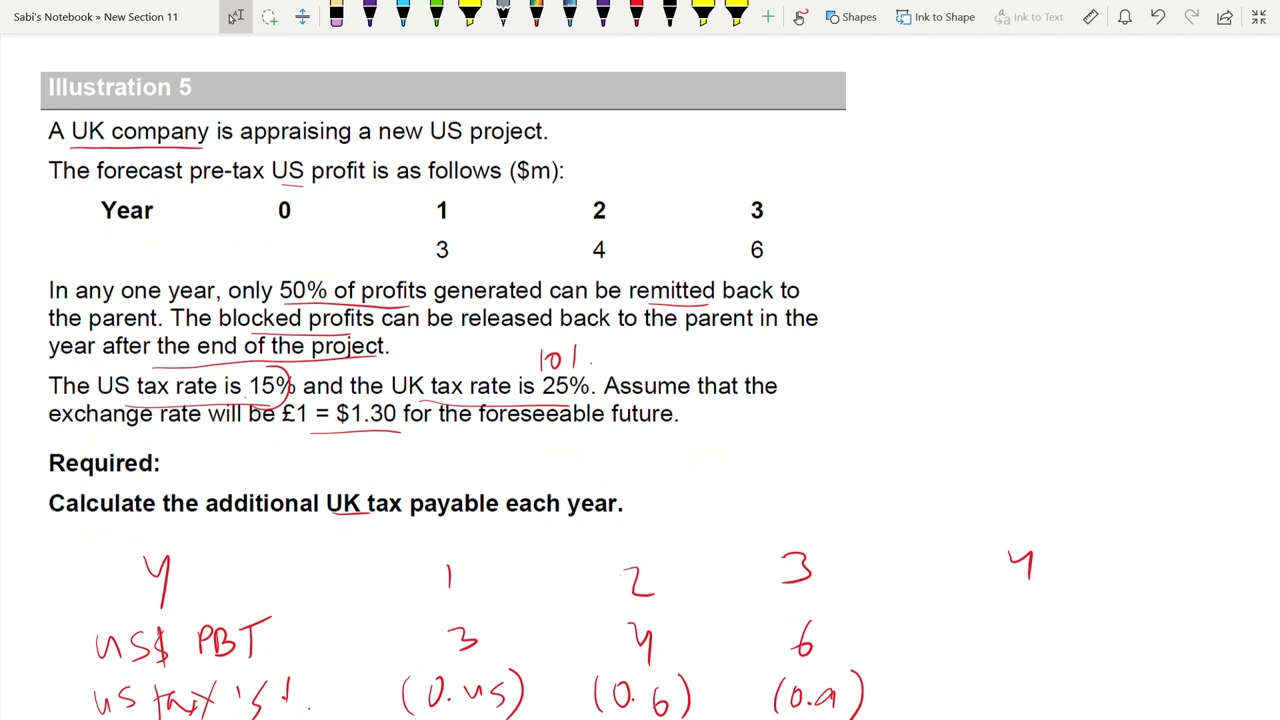 Sabi's Notebook » New Section 11
Shapes
Ink to Shape
Ink to Text
Illustration 5
A UK company is appraising a new US project.
The forecast pre-tax US profit is as follows ($m):
Year 0 1 2 3
3 4 6
In any one year, only 50% of profits generated can be remitted back to
the parent. The blocked profits can be released back to the parent in the
year after the end of the project.
10%.
The US tax rate is 15% and the UK tax rate is 25%. Assume that the
exchange rate will be £1 = $1.30 for the foreseeable future.
Required:
Calculate the additional UK tax payable each year.
Y 1 2 3 4
US$ PBT 3 4 6
US tax 15%. (0.45) (0.6) (0.9)